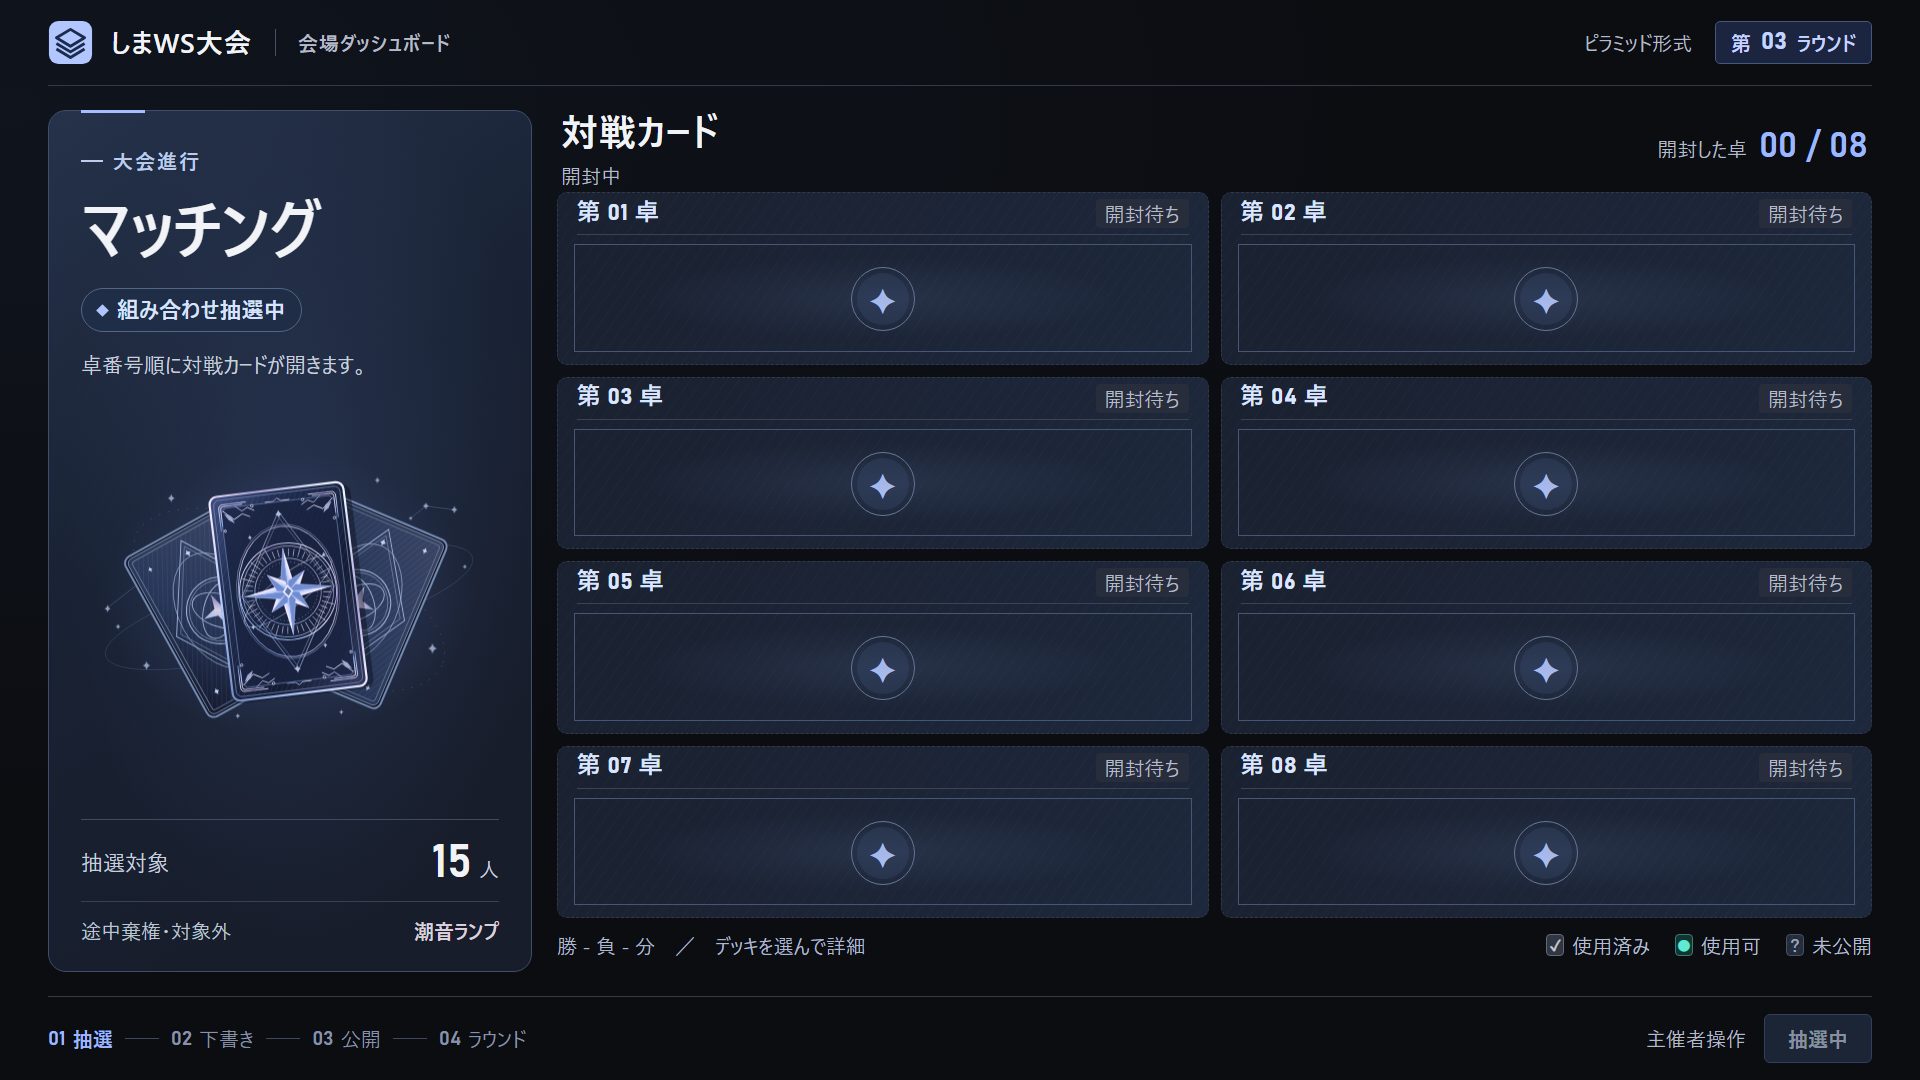 しまWS大会
会場ダッシュボード
ピラミッド形式
第 03 ラウンド
大会進行
マッチング
組み合わせ抽選中
卓番号順に対戦カードが開きます。
抽選対象
15 人
途中棄権・対象外
潮音ランプ
対戦カード
開封中
開封した卓 00 / 08
第 01 卓
開封待ち
第 02 卓
開封待ち
第 03 卓
開封待ち
第 04 卓
開封待ち
第 05 卓
開封待ち
第 06 卓
開封待ち
第 07 卓
開封待ち
第 08 卓
開封待ち
勝 - 負 - 分 ／ デッキを選んで詳細
✓ 使用済み
使用可
? 未公開
01 抽選
02 下書き
03 公開
04 ラウンド
主催者操作
抽選中